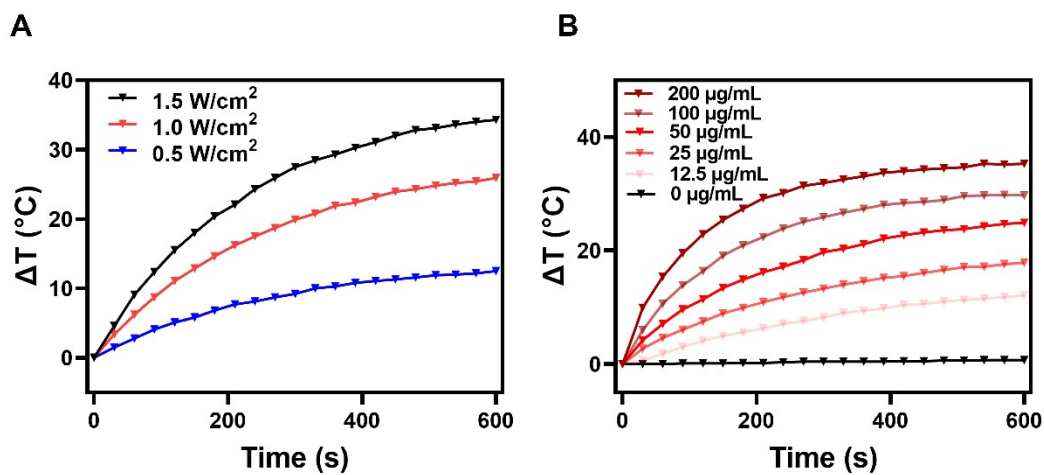 A
B
40
30
20
10
0
ΔT (°C)
1.5 W/cm²
1.0 W/cm²
0.5 W/cm²
0
200
400
600
Time (s)
40
20
0
ΔT (°C)
200 μg/mL
100 μg/mL
50 μg/mL
25 μg/mL
12.5 μg/mL
0 μg/mL
0
200
400
600
Time (s)